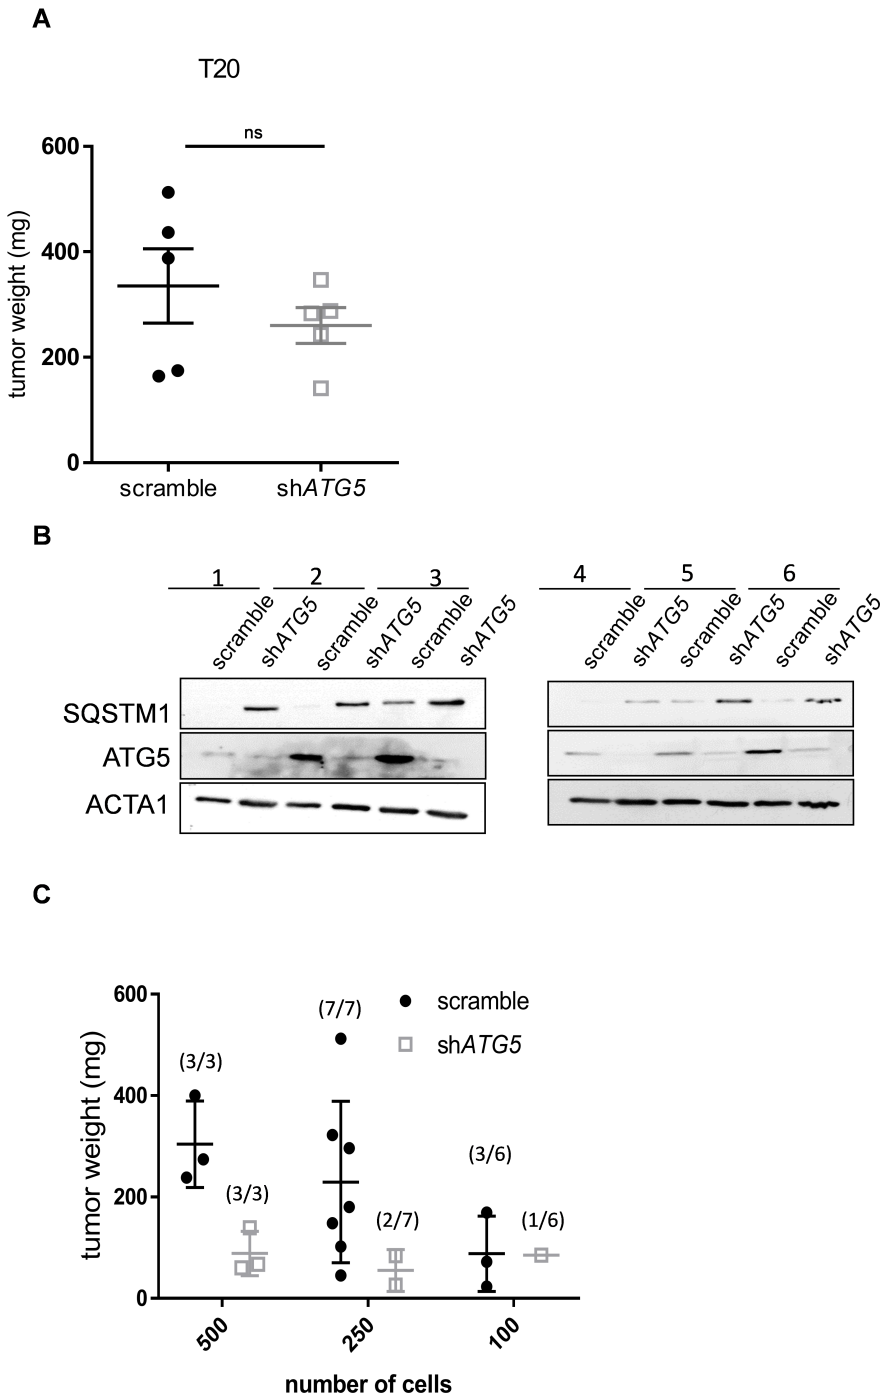 A
T20
ns
600
400
200
0
tumor weight (mg)
scramble shATG5
B
1 2 3 4 5 6
scramble shATG5 scramble shATG5 scramble shATG5 scramble shATG5 scramble shATG5 scramble shATG5
SQSTM1
ATG5
ACTA1
C
600
400
200
0
tumor weight (mg)
(7/7)
scramble
shATG5
(3/3)
(3/3)
(2/7)
(3/6)
(1/6)
500 250 100
number of cells